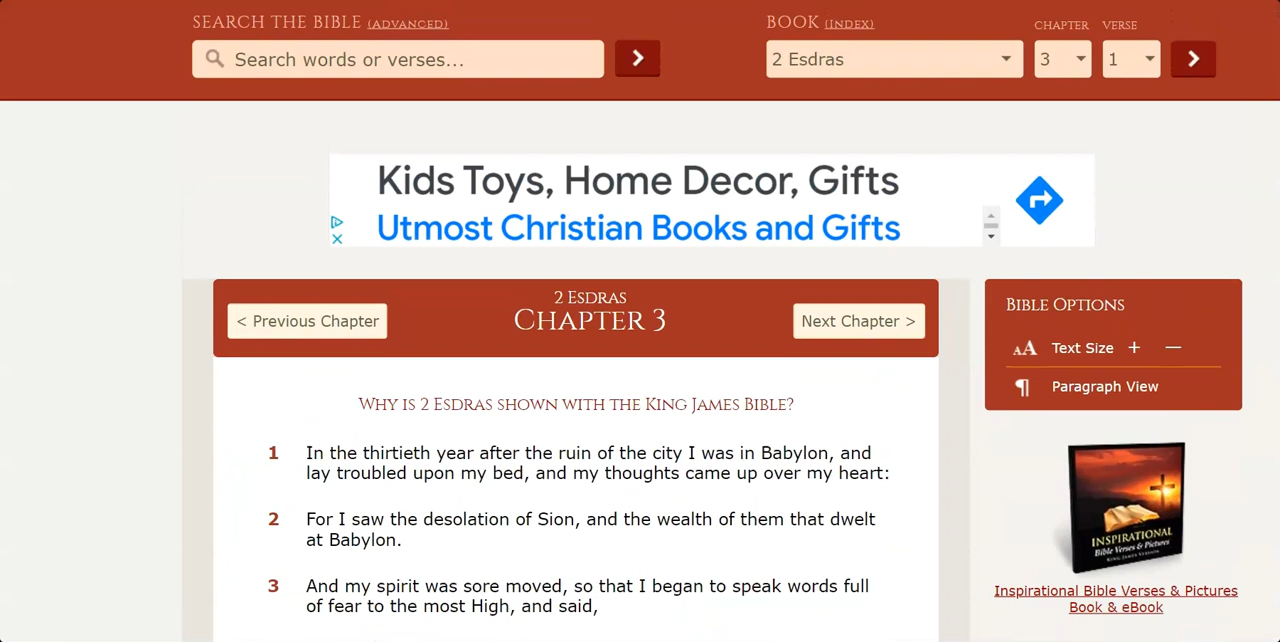 SEARCH THE BIBLE (ADVANCED)
Search words or verses...
BOOK (INDEX)
CHAPTER
VERSE
2 Esdras
3
1
Kids Toys, Home Decor, Gifts
Utmost Christian Books and Gifts
< Previous Chapter
2 ESDRAS
CHAPTER 3
Next Chapter >
WHY IS 2 ESDRAS SHOWN WITH THE KING JAMES BIBLE?
1 In the thirtieth year after the ruin of the city I was in Babylon, and
lay troubled upon my bed, and my thoughts came up over my heart:
2 For I saw the desolation of Sion, and the wealth of them that dwelt
at Babylon.
3 And my spirit was sore moved, so that I began to speak words full
of fear to the most High, and said,
BIBLE OPTIONS
AA Text Size + —
¶ Paragraph View
INSPIRATIONAL
Bible Verses & Pictures
KING JAMES VERSION
Inspirational Bible Verses & Pictures
Book & eBook